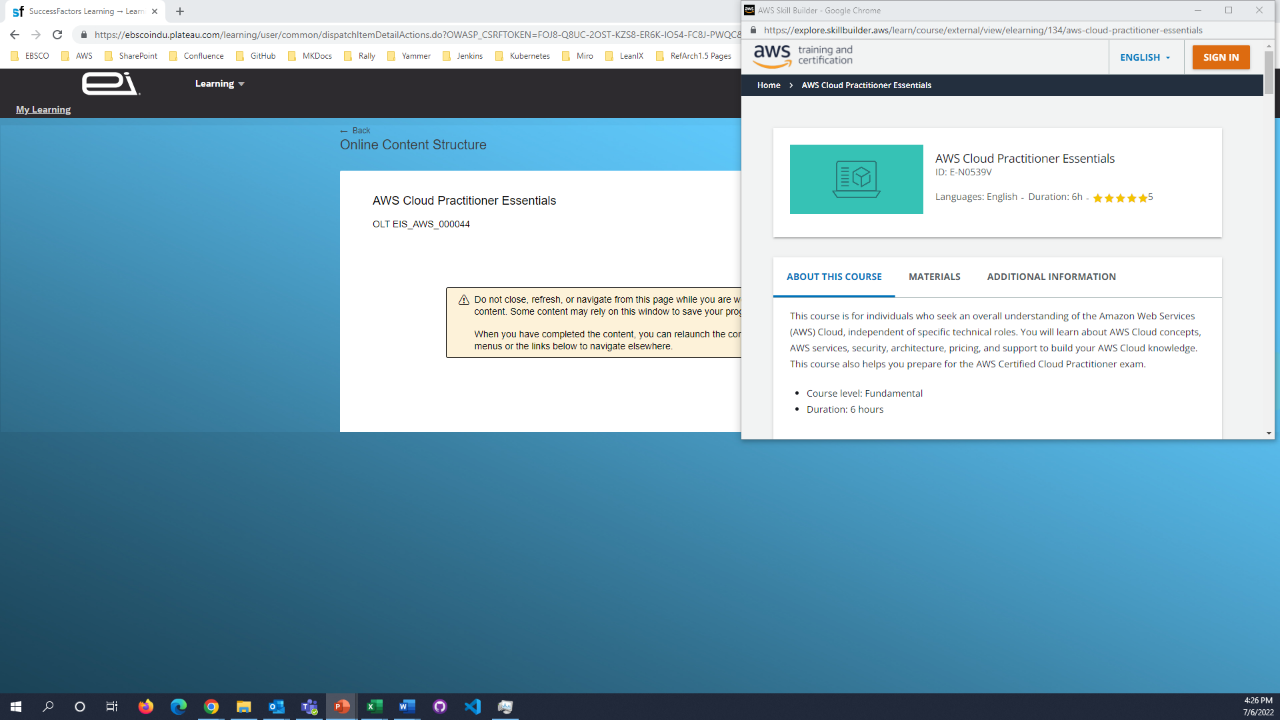 SuccessFactors Learning – Learn
https://ebscoindu.plateau.com/learning/user/common/dispatchItemDetailActions.do?OWASP_CSRFTOKEN=
EBSCO AWS SharePoint Confluence GitHub MKDocs Rally Yammer Jenkins Kubernetes Miro LeanIX RefArch1.5 Pages
ei
Learning
My Learning
← Back
Online Content Structure
AWS Cloud Practitioner Essentials
OLT EIS_AWS_000044
Do not close, refresh, or navigate from this page while you are w
content. Some content may rely on this window to save your prog
When you have completed the content, you can relaunch the cor
menus or the links below to navigate elsewhere.
AWS Skill Builder - Google Chrome
https://explore.skillbuilder.aws/learn/course/external/view/elearning/134/aws-cloud-practitioner-essentials
aws training and
certification
ENGLISH
SIGN IN
Home > AWS Cloud Practitioner Essentials
AWS Cloud Practitioner Essentials
ID: E-N0539V
Languages: English - Duration: 6h - ★★★★★5
ABOUT THIS COURSE MATERIALS ADDITIONAL INFORMATION
This course is for individuals who seek an overall understanding of the Amazon Web Services
(AWS) Cloud, independent of specific technical roles. You will learn about AWS Cloud concepts,
AWS services, security, architecture, pricing, and support to build your AWS Cloud knowledge.
This course also helps you prepare for the AWS Certified Cloud Practitioner exam.
• Course level: Fundamental
• Duration: 6 hours
4:26 PM
7/6/2022